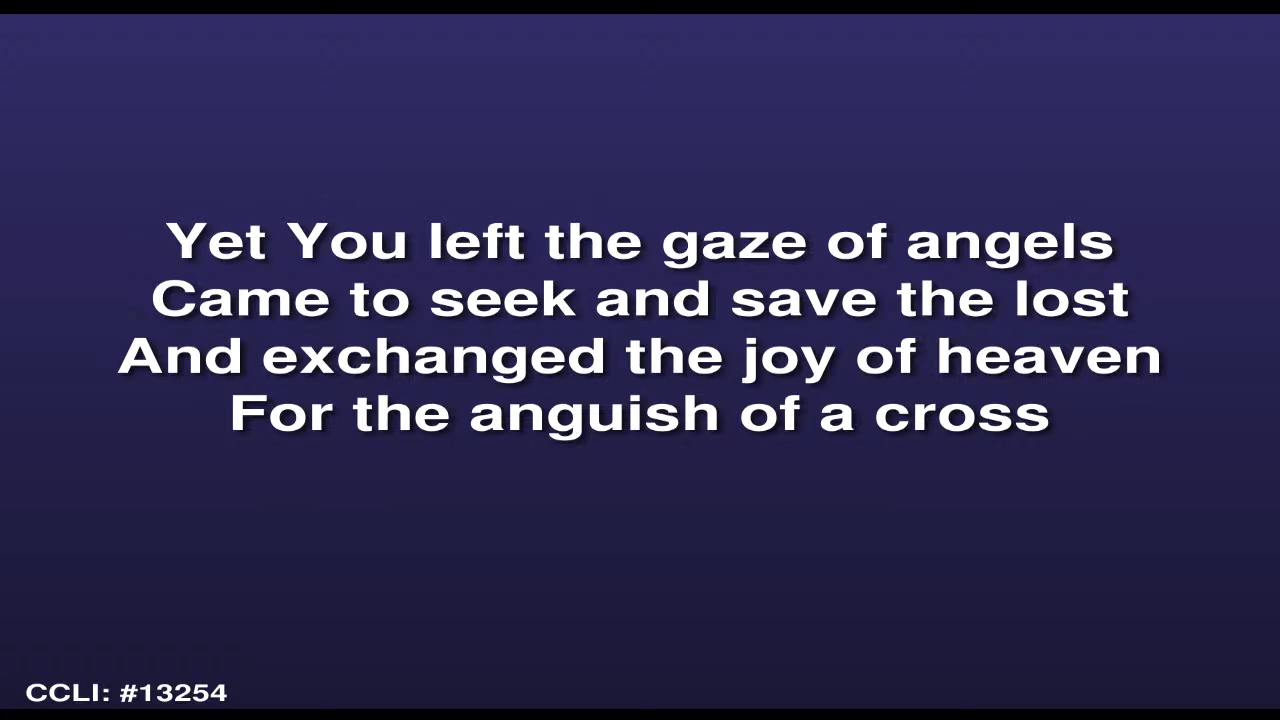 Yet You left the gaze of angels
Came to seek and save the lost
And exchanged the joy of heaven
For the anguish of a cross
CCLI: #13254